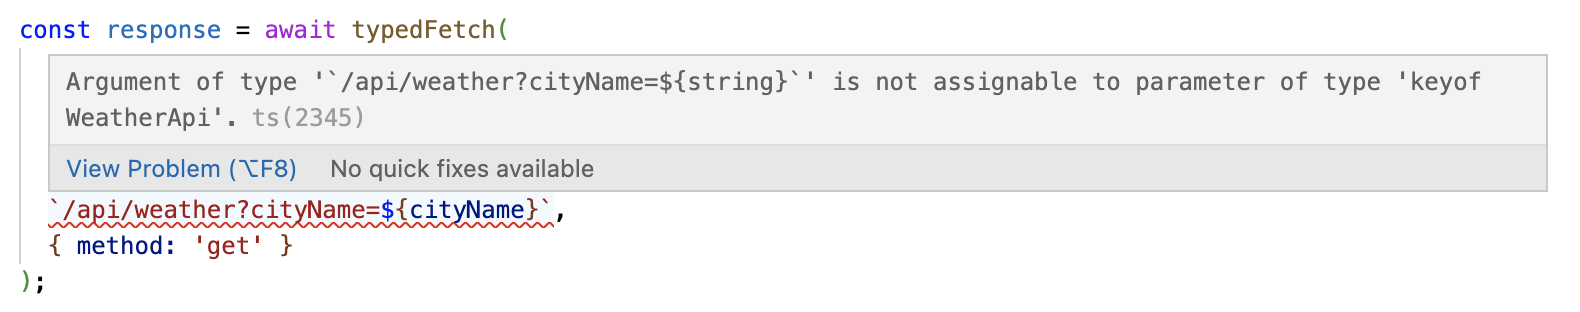 const response = await typedFetch(
Argument of type '`/api/weather?cityName=${string}`' is not assignable to parameter of type 'keyof
WeatherApi'. ts(2345)
View Problem (⌥F8) No quick fixes available
`/api/weather?cityName=${cityName}`,
{ method: 'get' }
);